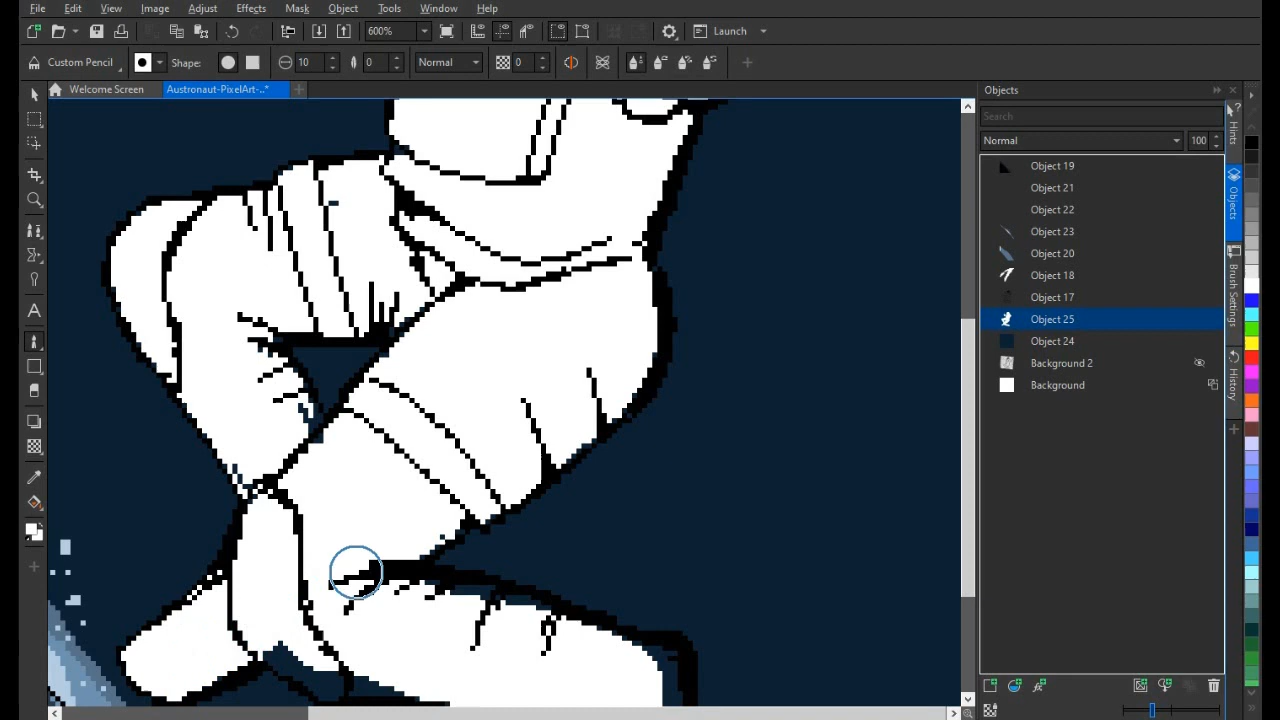 File Edit View Image Adjust Effects Mask Object Tools Window Help
600% Launch
Custom Pencil Shape: 10 0 Normal 0
Welcome Screen Austronaut-PixelArt-..* Objects
Search
Normal 100
Object 19
Object 21
Object 22
Object 23
Object 20
Object 18
Object 17
Object 25
Object 24
Background 2
Background
Hints
Objects
Brush Settings
History